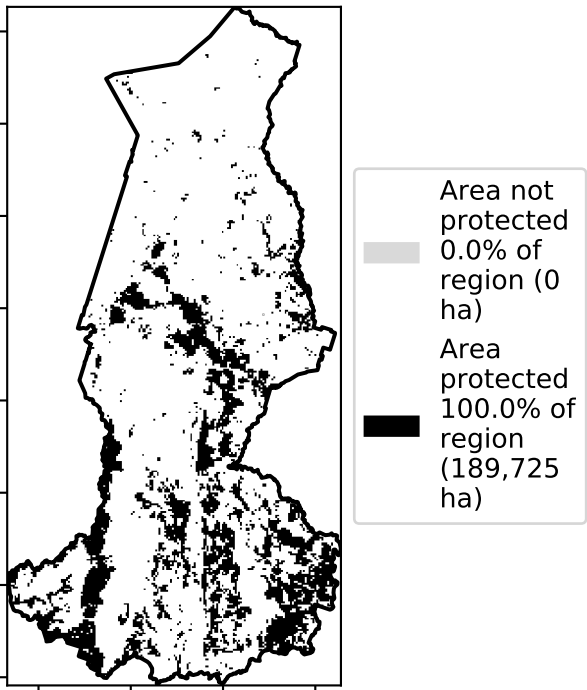 Area not
protected
0.0% of
region (0
ha)
Area
protected
100.0% of
region
(189,725
ha)